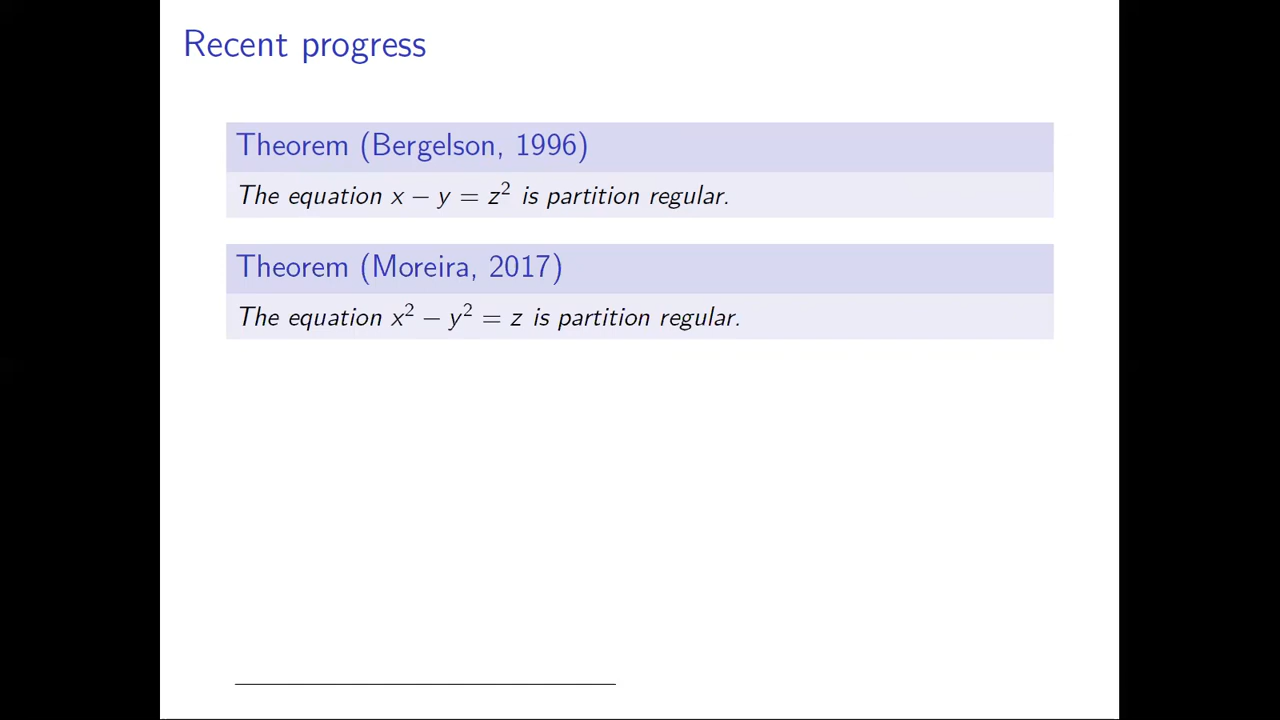 Recent progress
Theorem (Bergelson, 1996)
The equation x − y = z² is partition regular.
Theorem (Moreira, 2017)
The equation x² − y² = z is partition regular.